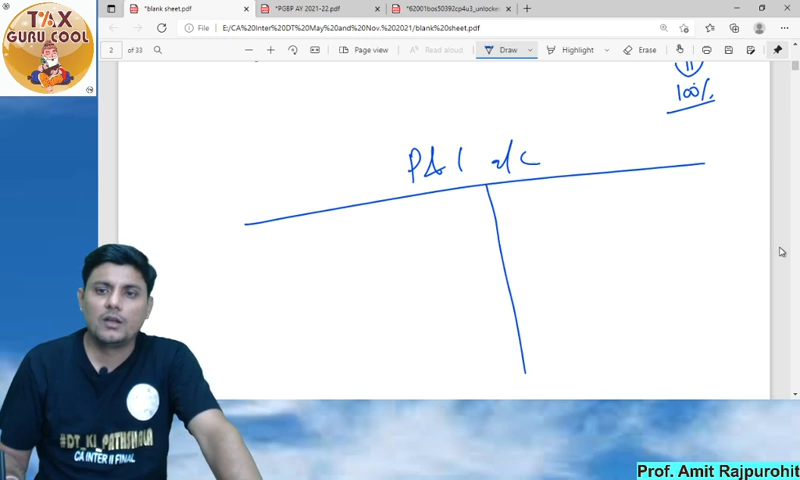 TAX
GURU COOL
*blank sheet.pdf
*PGBP AY 2021-22.pdf
*62001bos50392cp4u3_unlocke
File
E:/CA%20Inter%20DT%20May%20and%20Nov.%202021/blank%20sheet.pdf
2
of 33
Page view
Read aloud
Draw
Highlight
Erase
11
100%
P&L a/c
#DT_KI_PATHSHALA
CA INTER II FINAL
Prof. Amit Rajpurohit